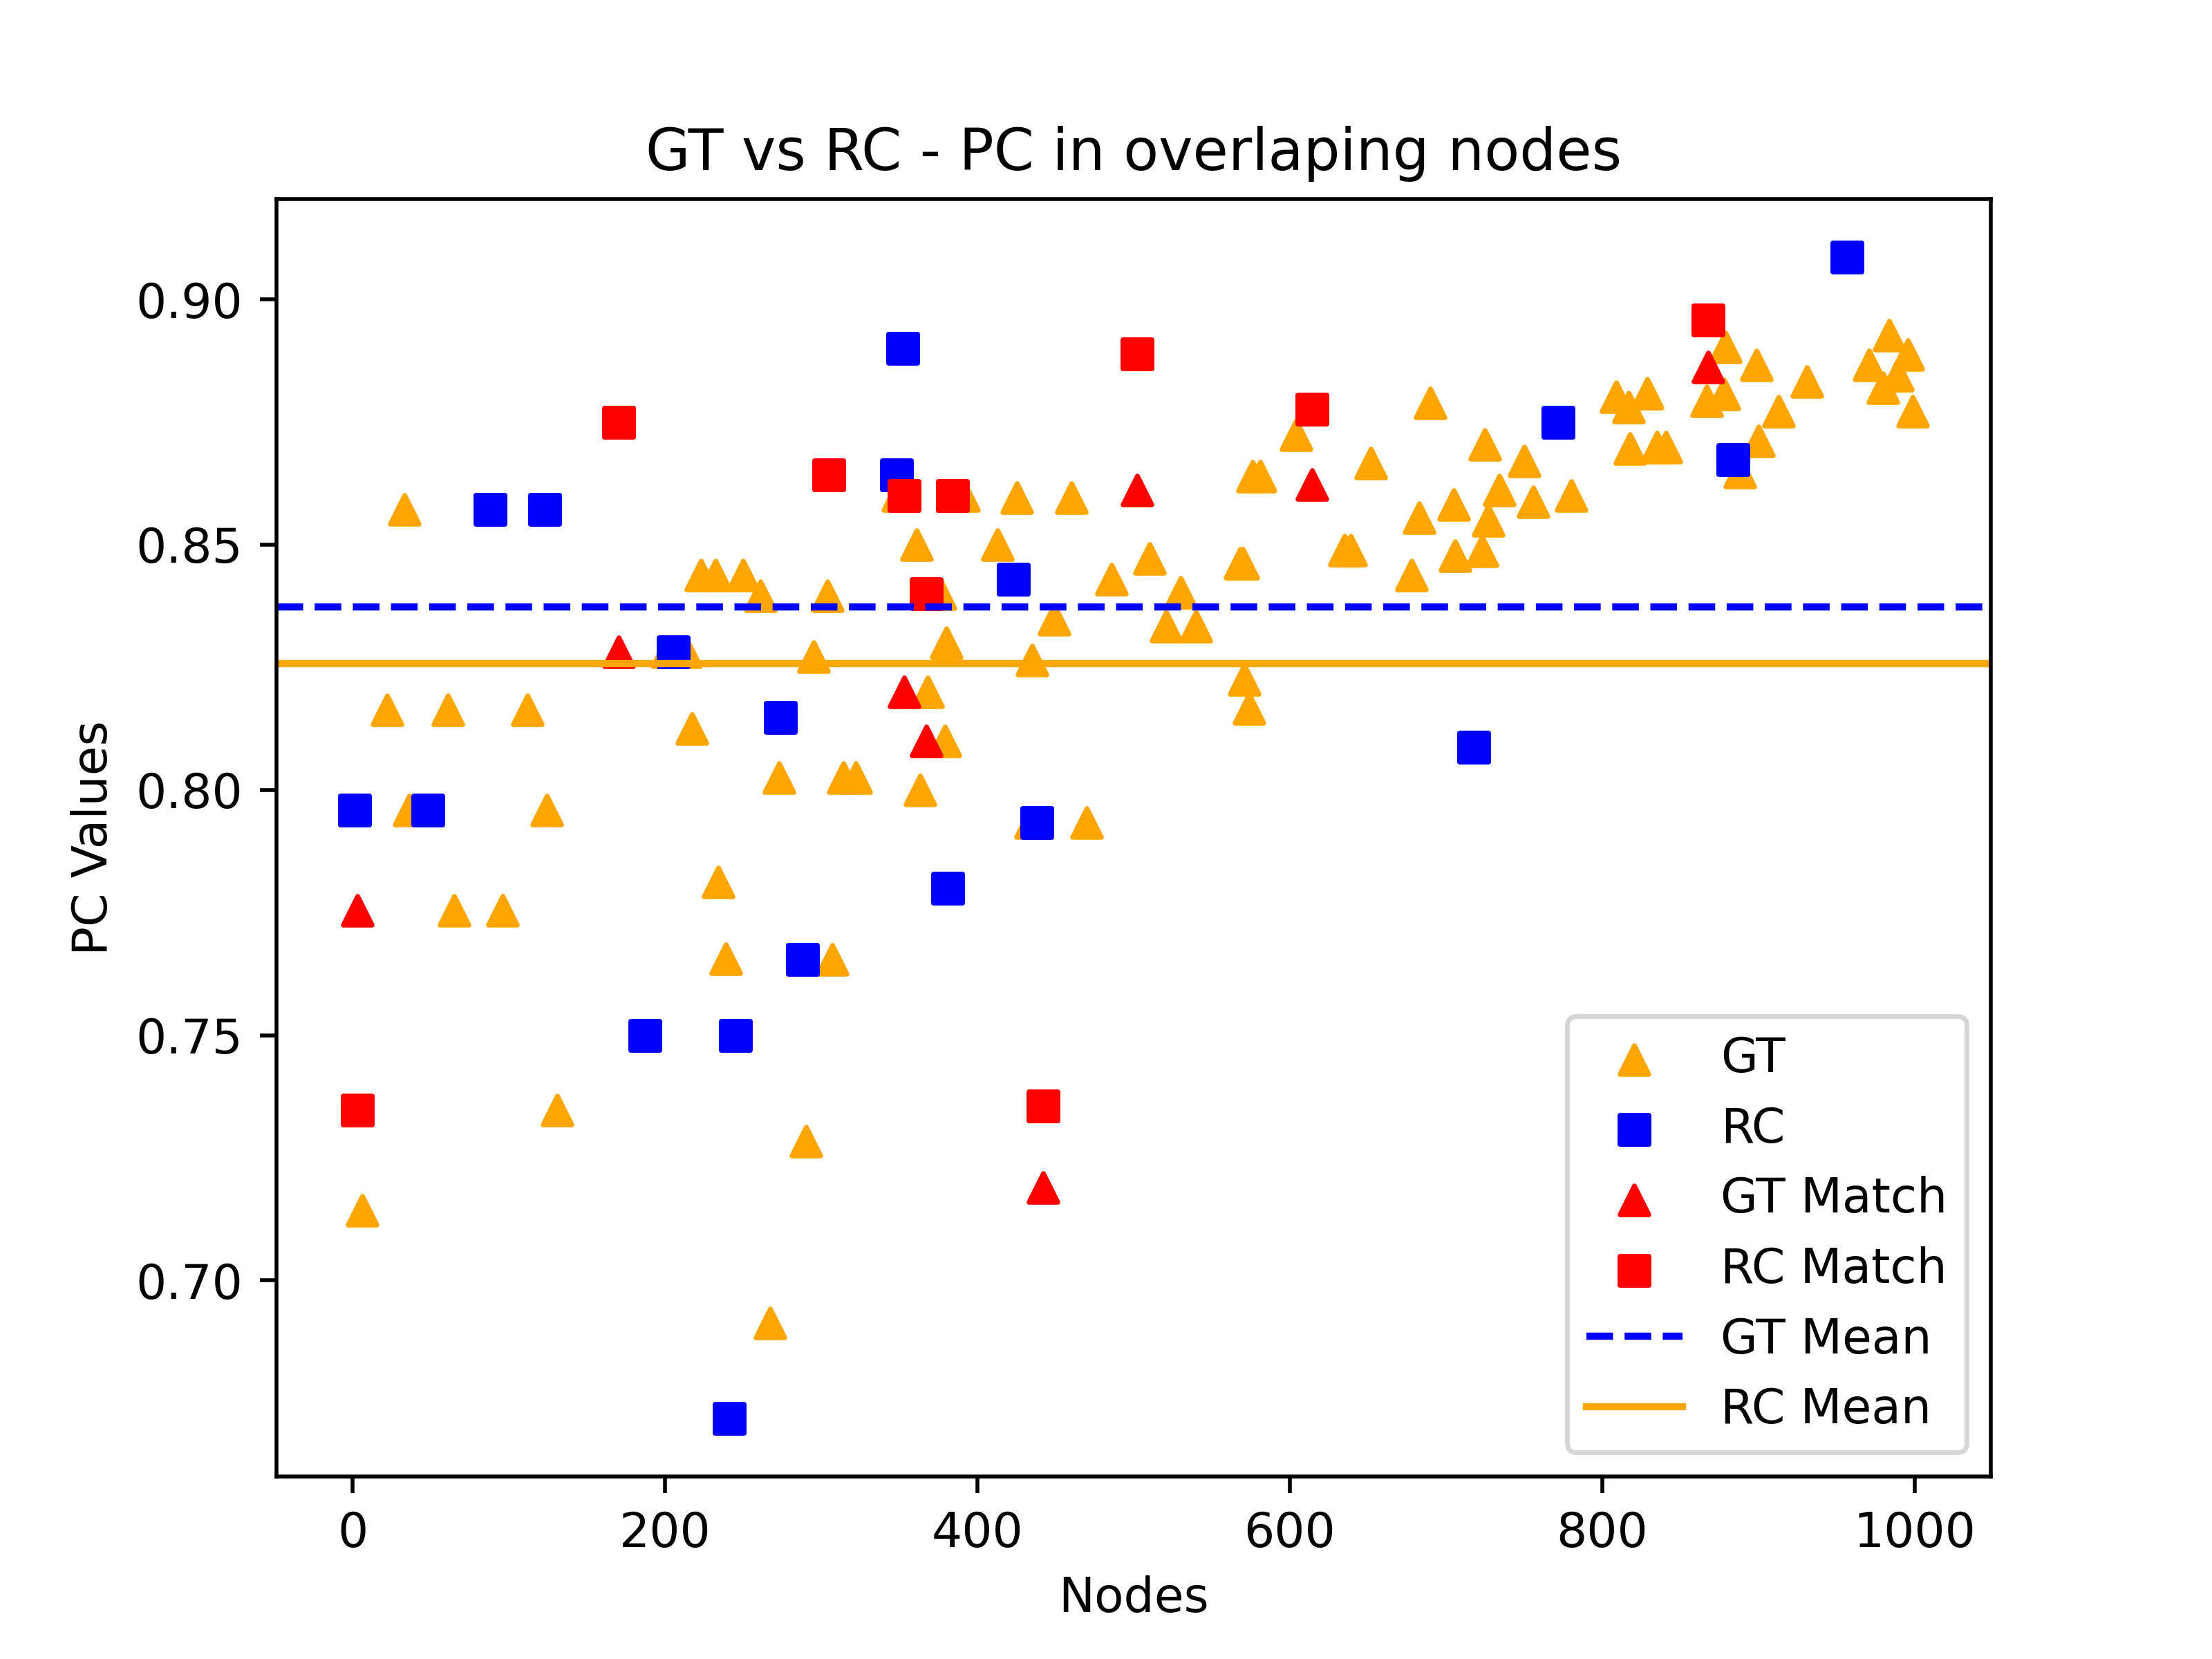 GT vs RC - PC in overlaping nodes
0.90
0.85
0.80
0.75
0.70
PC Values
0 200 400 600 800 1000
Nodes
GT
RC
GT Match
RC Match
GT Mean
RC Mean